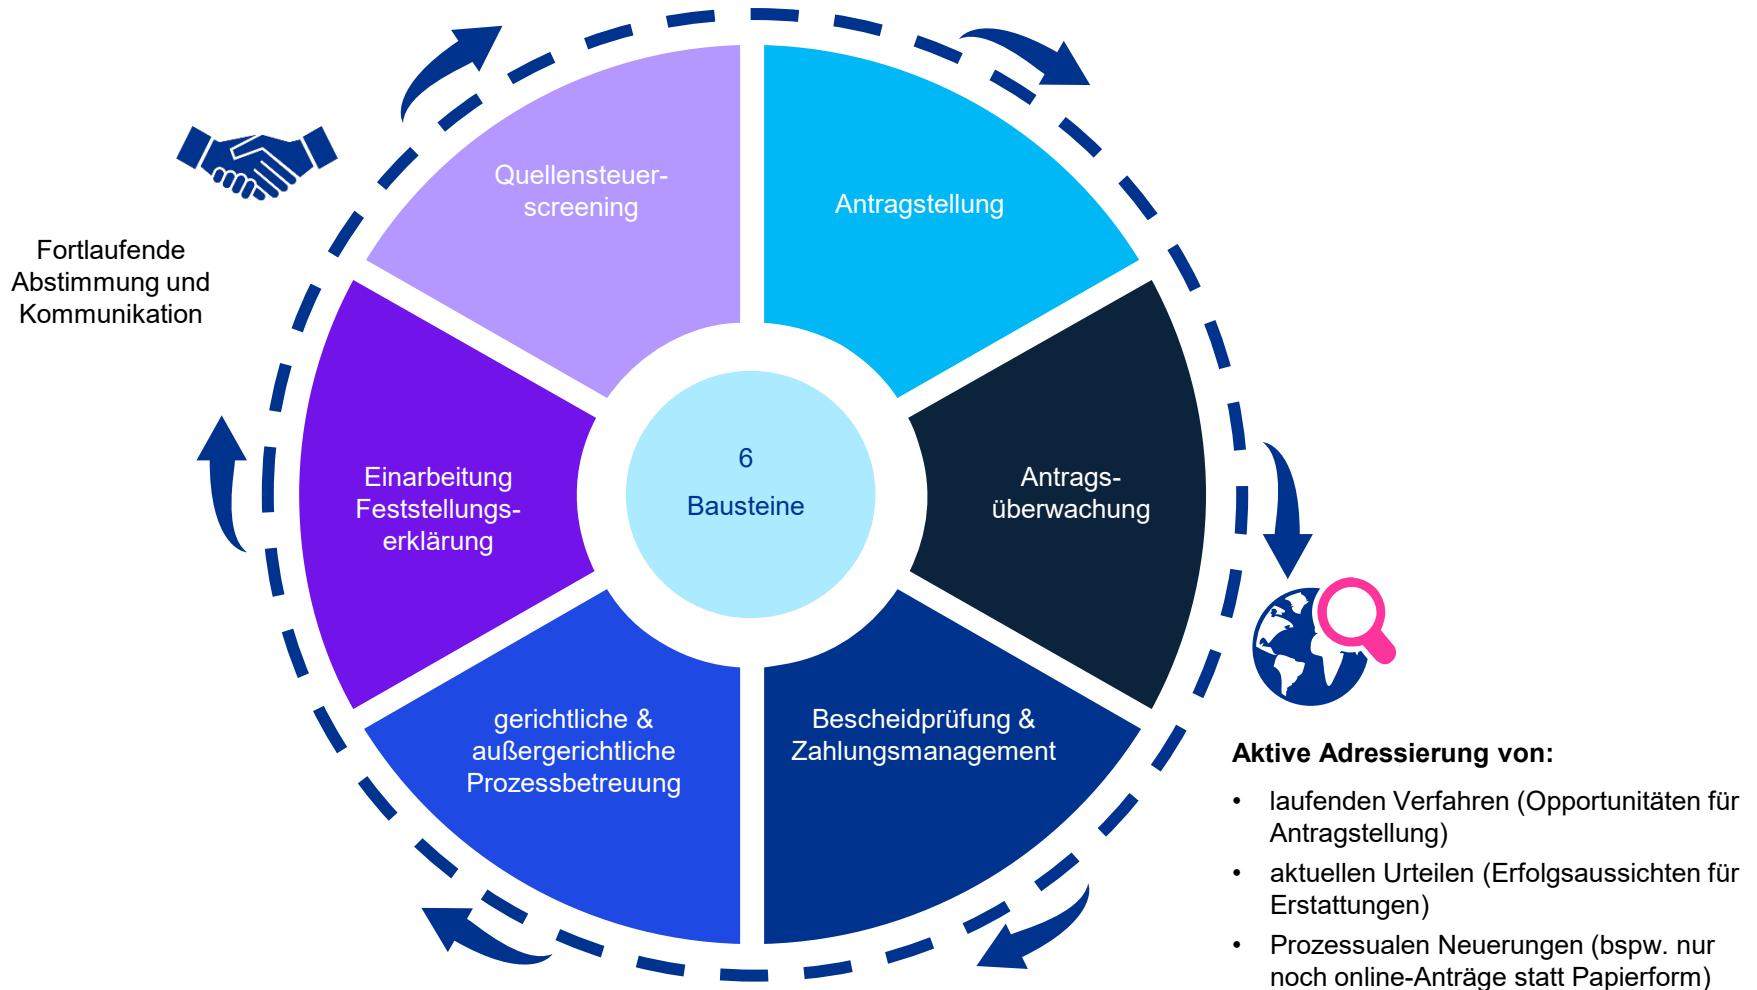 Quellensteuer-
screening
Antragstellung
Fortlaufende
Abstimmung und
Kommunikation
Einarbeitung
Feststellungs-
erklärung
6
Bausteine
Antrags-
überwachung
gerichtliche &
außergerichtliche
Prozessbetreuung
Bescheidprüfung &
Zahlungsmanagement
Aktive Adressierung von:
• laufenden Verfahren (Opportunitäten für
Antragstellung)
• aktuellen Urteilen (Erfolgsaussichten für
Erstattungen)
• Prozessualen Neuerungen (bspw. nur
noch online-Anträge statt Papierform)